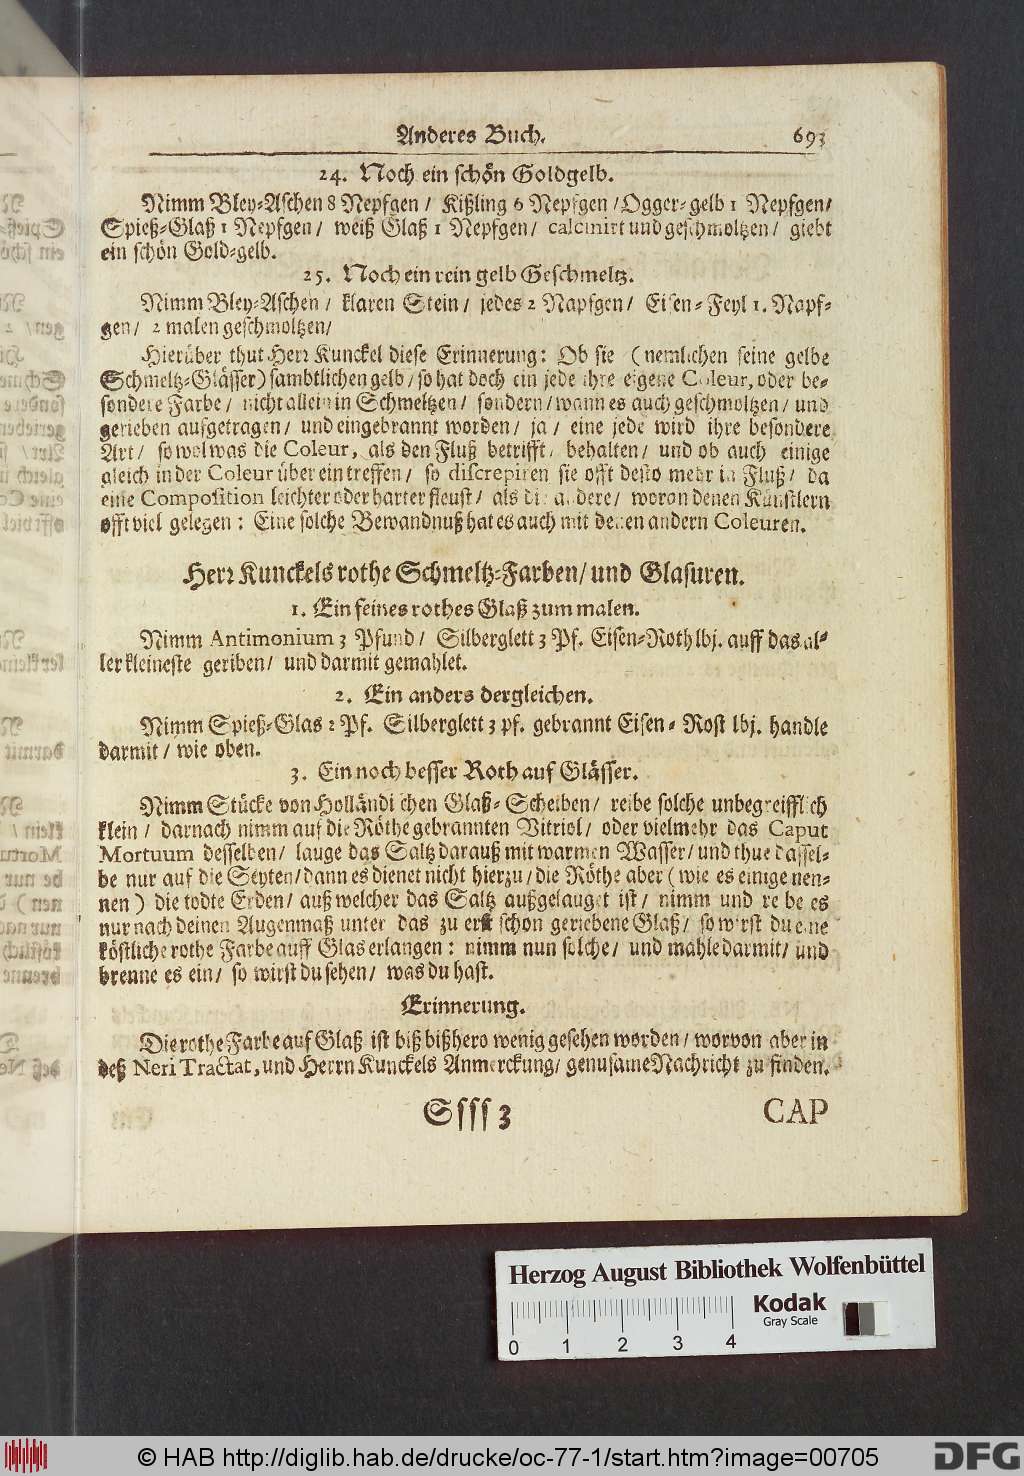 Anderes Buch. 693
24. Noch ein schön Goldgelb.
Nimm Bley-Aschen 8 Nepfgen / Kißling 6 Nepfgen / Ogger-gelb 1 Nepfgen/
Spieß-Glaß 1 Nepfgen / weiß Glaß 1 Nepfgen / calcinirt und geschmoltzen / giebt
ein schön Gold-gelb.
25. Noch ein rein gelb Geschmeltz.
Nimm Bley-Aschen / klaren Stein / jedes 2 Napfgen / Eisen-Feyl 1. Napf-
gen / 2 malen geschmoltzen /
Hierüber thut Herr Kunckel diese Erinnerung: Ob sie (nemlichen seine gelbe
Schmeltz-Glässer) sambtlichen gelb / so hat doch ein jede ihre eigene Coleur, oder be-
sondere Farbe / nicht allein in Schmeltzen / sondern / wann es auch geschmoltzen / und
gerieben aufgetragen / und eingebrannt worden / ja / eine jede wird ihre besondere
Art / so wol was die Coleur, als den Fluß betrifft / behalten / und ob auch einige
gleich in der Coleur überein treffen / so discrepiren sie offt desto mehr in Fluß / da
eine Composition leichter oder harter fleust / als die andere / woran denen Künstlern
offt viel gelegen: Eine solche Bewandnuß hat es auch mit denen andern Coleuren.
Herr Kunckels rothe Schmeltz-Farben / und Glasuren.
1. Ein feines rothes Glaß zum malen.
Nimm Antimonium 3 Pfund / Silberglett 3 Pf. Eisen-Roth lbj. auff das al-
ler kleineste geriben / und darmit gemahlet.
2. Ein anders dergleichen.
Nimm Spieß-Glas 2 Pf. Silberglett 3 pf. gebrannt Eisen-Rost lbj. handle
darmit / wie oben.
3. Ein noch besser Roth auf Glässer.
Nimm Stücke von Holländischen Glaß-Scheiben / reibe solche unbegreifflich
klein / darnach nimm auf die Röthe gebrannten Vitriol / oder vielmehr das Caput
Mortuum desselben / lauge das Saltz darauß mit warmen Wasser / und thue dassel-
be nur auf die Seyten / dann es dienet nicht hierzu / die Röthe aber (wie es einige nen-
nen) die todte Erden / auß welcher das Saltz außgelauget ist / nimm und reibe es
nur nach deinen Augenmaß unter das zu erst schon geriebene Glaß / so wirst du eine
köstliche rothe Farbe auff Glas erlangen: nimm nun solche / und mahle darmit / und
brenne es ein / so wirst du sehen / was du hast.
Erinnerung.
Die rothe Farbe auf Glaß ist biß bißhero wenig gesehen worden / worvon aber in
deß Neri Tractat, und Herrn Kunckels Anmerckung / genusame Nachricht zu finden.
Ssss 3 CAP
Herzog August Bibliothek Wolfenbüttel
Kodak
Gray Scale
0 1 2 3 4
© HAB http://diglib.hab.de/drucke/oc-77-1/start.htm?image=00705
DFG